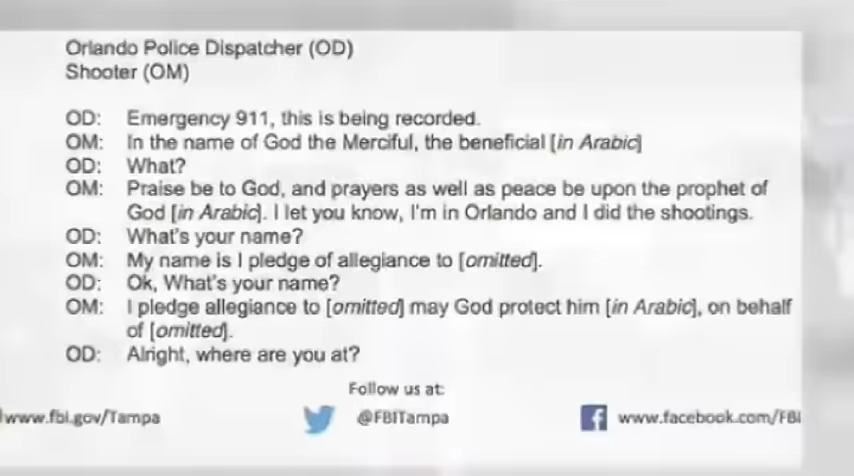 Orlando Police Dispatcher (OD)
Shooter (OM)
OD: Emergency 911, this is being recorded.
OM: In the name of God the Merciful, the beneficial [in Arabic]
OD: What?
OM: Praise be to God, and prayers as well as peace be upon the prophet of
God [in Arabic]. I let you know, I'm in Orlando and I did the shootings.
OD: What's your name?
OM: My name is I pledge of allegiance to [omitted].
OD: Ok, What's your name?
OM: I pledge allegiance to [omitted] may God protect him [in Arabic], on behalf
of [omitted].
OD: Alright, where are you at?
Follow us at:
www.fbi.gov/Tampa @FBITampa www.facebook.com/FBI